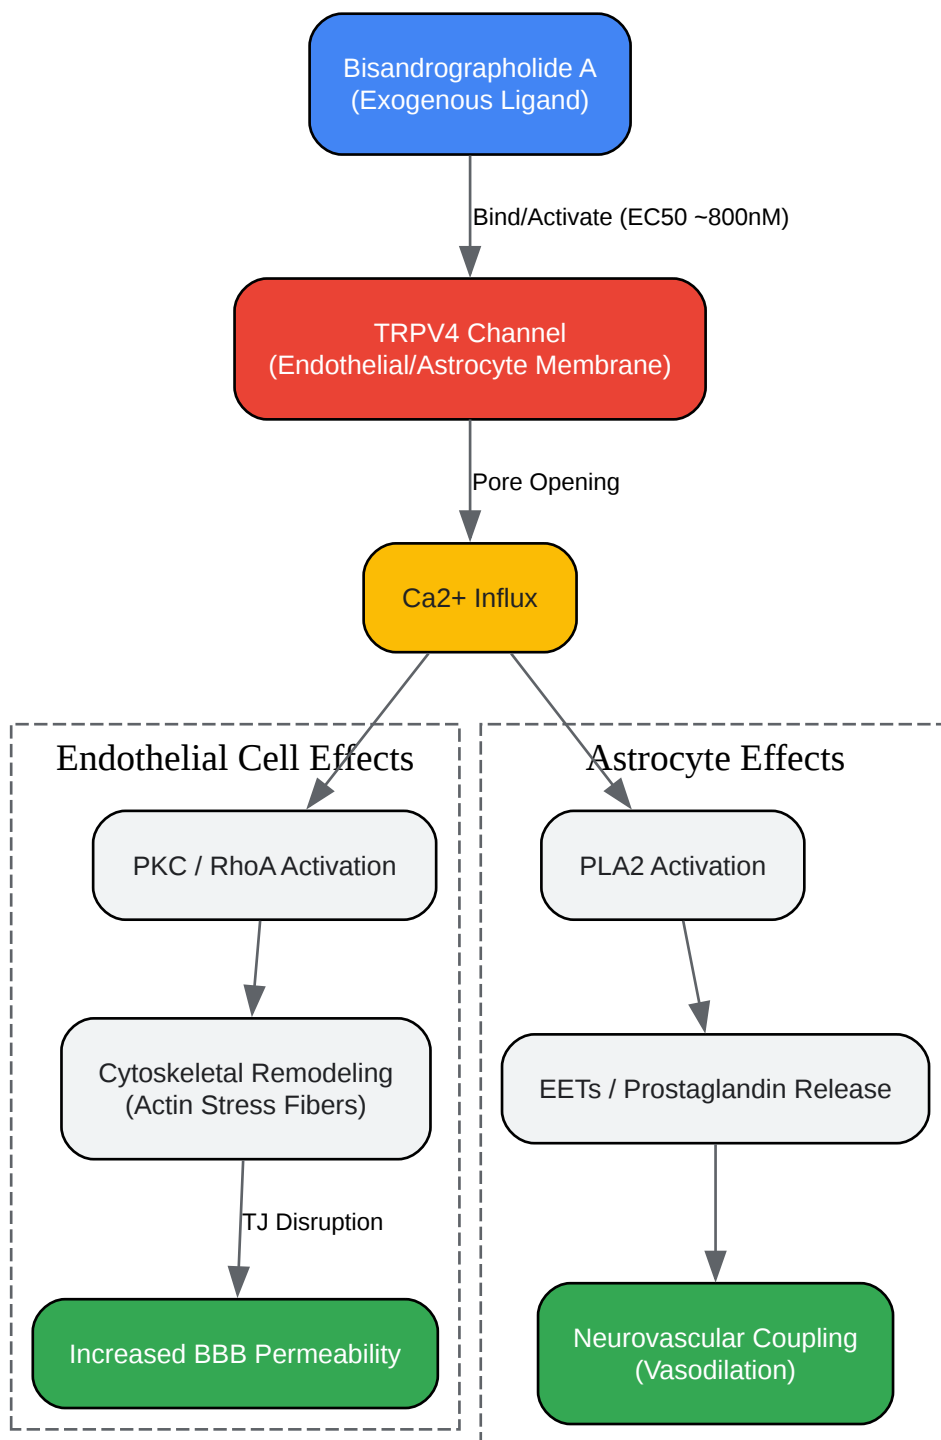 Bisandrographolide A
(Exogenous Ligand)
Bind/Activate (EC50 ~800nM)
TRPV4 Channel
(Endothelial/Astrocyte Membrane)
Pore Opening
Ca2+ Influx
Endothelial Cell Effects
Astrocyte Effects
PKC / RhoA Activation
PLA2 Activation
Cytoskeletal Remodeling
(Actin Stress Fibers)
EETs / Prostaglandin Release
TJ Disruption
Increased BBB Permeability
Neurovascular Coupling
(Vasodilation)